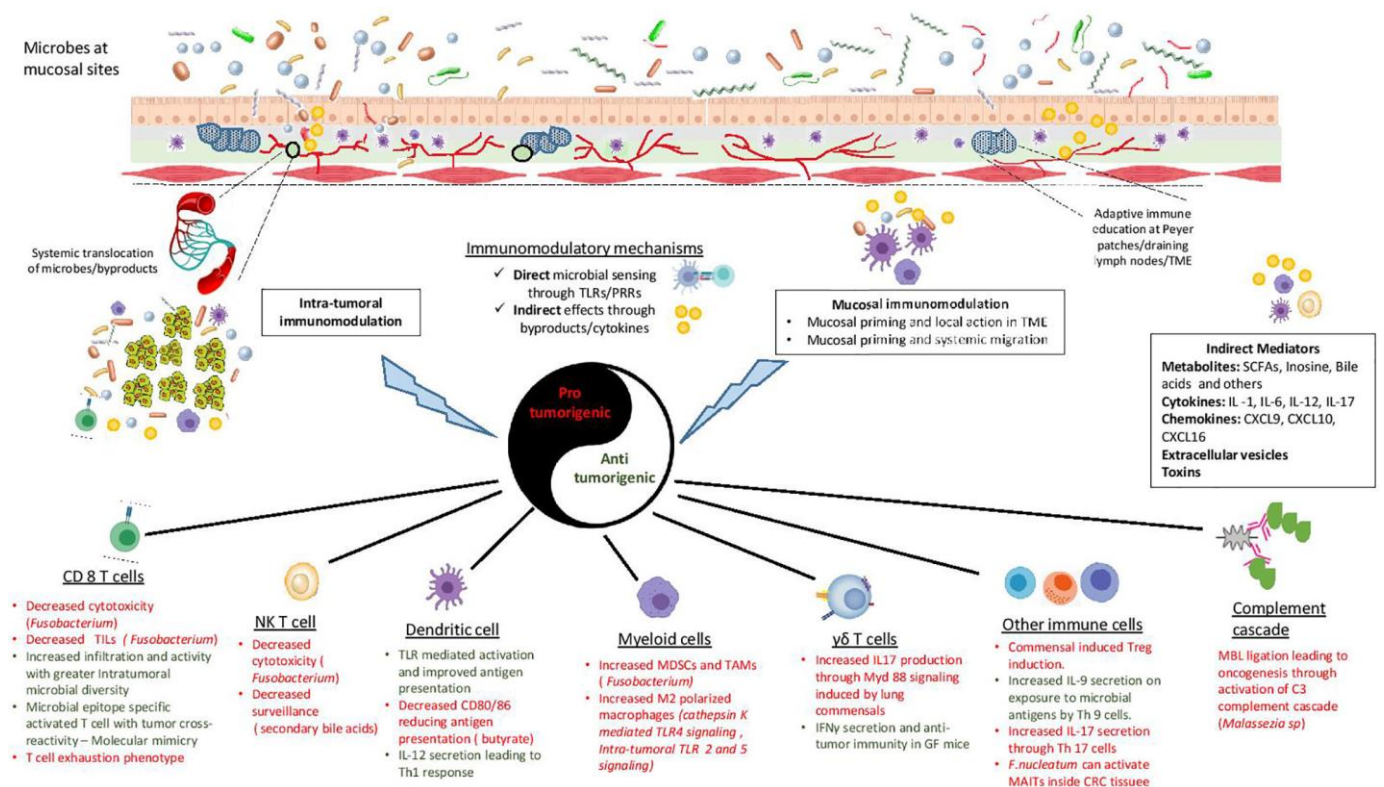 Microbes at
mucosal sites
Systemic translocation
of microbes/byproducts
Intra-tumoral
immunomodulation
Immunomodulatory mechanisms
✓ Direct microbial sensing
through TLRs/PRRs
✓ Indirect effects through
byproducts/cytokines
Mucosal immunomodulation
• Mucosal priming and local action in TME
• Mucosal priming and systemic migration
Adaptive immune
education at Peyer
patches/draining
lymph nodes/TME
Indirect Mediators
Metabolites: SCFAs, Inosine, Bile
acids and others
Cytokines: IL -1, IL-6, IL-12, IL-17
Chemokines: CXCL9, CXCL10,
CXCL16
Extracellular vesicles
Toxins
Pro
tumorigenic
Anti
tumorigenic
CD 8 T cells
• Decreased cytotoxicity
(Fusobacterium)
• Decreased TILs ( Fusobacterium)
• Increased infiltration and activity
with greater Intratumoral
microbial diversity
• Microbial epitope specific
activated T cell with tumor cross-
reactivity – Molecular mimicry
• T cell exhaustion phenotype
NK T cell
• Decreased
cytotoxicity (
Fusobacterium)
• Decreased
surveillance
( secondary bile acids)
Dendritic cell
• TLR mediated activation
and improved antigen
presentation
• Decreased CD80/86
reducing antigen
presentation ( butyrate)
• IL-12 secretion leading to
Th1 response
Myeloid cells
• Increased MDSCs and TAMs
( Fusobacterium)
• Increased M2 polarized
macrophages (cathepsin K
mediated TLR4 signaling ,
Intra-tumoral TLR 2 and 5
signaling)
γδ T cells
• Increased IL17 production
through Myd 88 signaling
induced by lung
commensals
• IFNγ secretion and anti-
tumor immunity in GF mice
Other immune cells
• Commensal induced Treg
induction.
• Increased IL-9 secretion on
exposure to microbial
antigens by Th 9 cells.
• Increased IL-17 secretion
through Th 17 cells
• F.nucleatum can activate
MAITs inside CRC tissuee
Complement
cascade
MBL ligation leading to
oncogenesis through
activation of C3
complement cascade
(Malassezia sp)